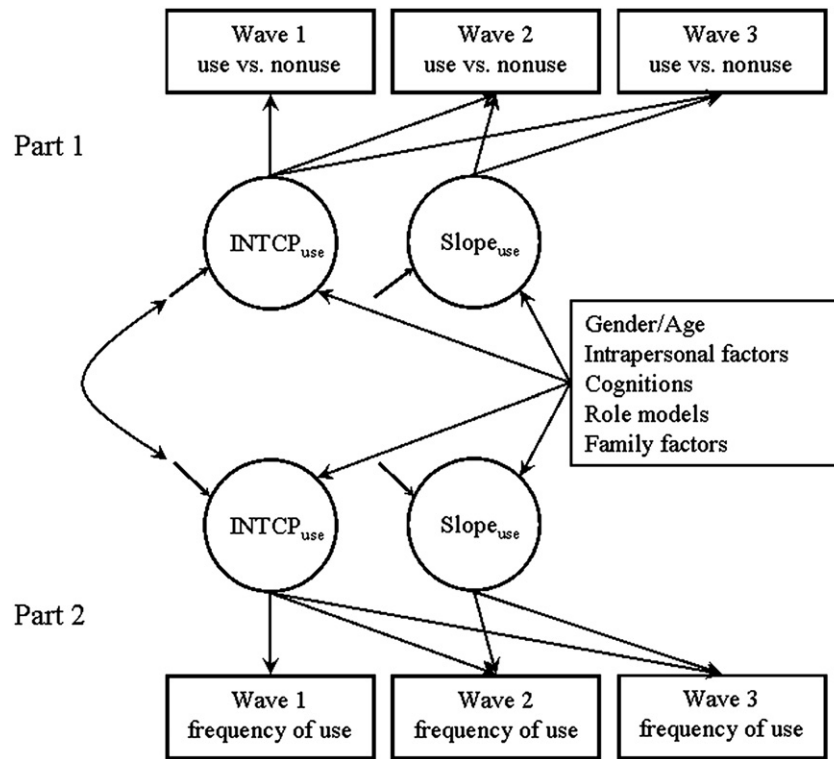 Wave 1
use vs. nonuse
Wave 2
use vs. nonuse
Wave 3
use vs. nonuse
Part 1
INTCPuse
Slopeuse
Gender/Age
Intrapersonal factors
Cognitions
Role models
Family factors
INTCPuse
Slopeuse
Part 2
Wave 1
frequency of use
Wave 2
frequency of use
Wave 3
frequency of use